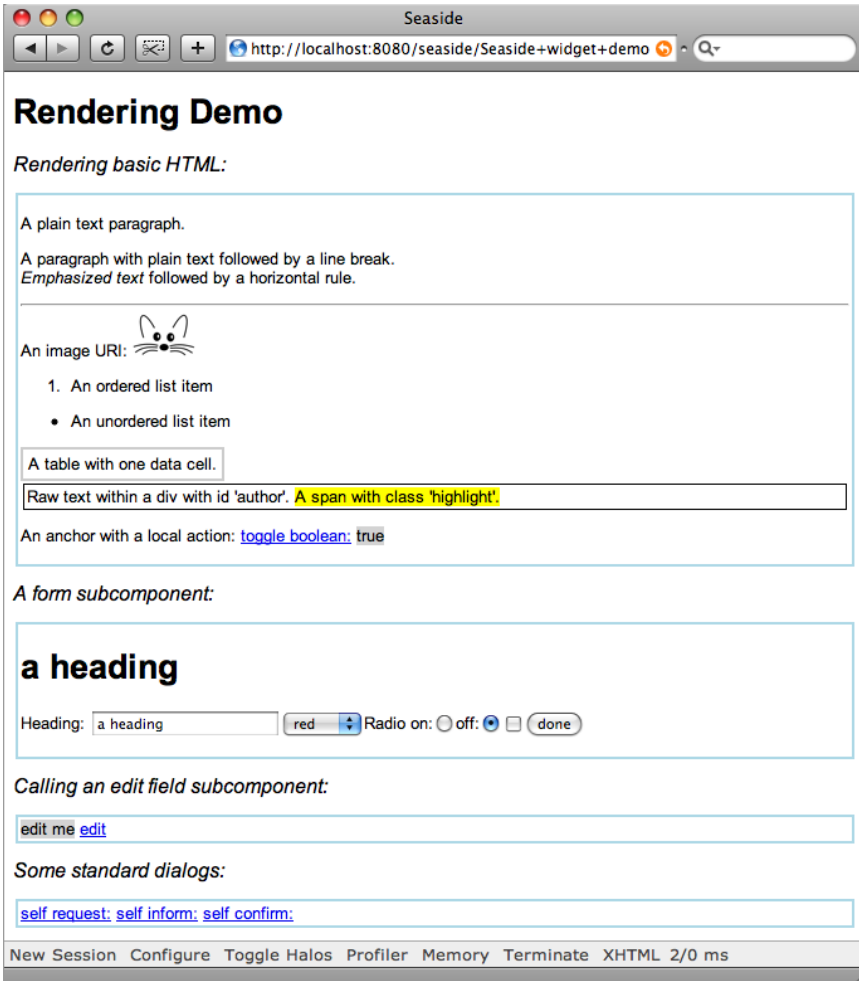 Seaside
http://localhost:8080/seaside/Seaside+widget+demo
Rendering Demo
Rendering basic HTML:
A plain text paragraph.
A paragraph with plain text followed by a line break.
Emphasized text followed by a horizontal rule.
An image URI:
1. An ordered list item
• An unordered list item
A table with one data cell.
Raw text within a div with id 'author'. A span with class 'highlight'.
An anchor with a local action: toggle boolean: true
A form subcomponent:
a heading
Heading: a heading red Radio on: off: done
Calling an edit field subcomponent:
edit me edit
Some standard dialogs:
self request: self inform: self confirm:
New Session Configure Toggle Halos Profiler Memory Terminate XHTML 2/0 ms